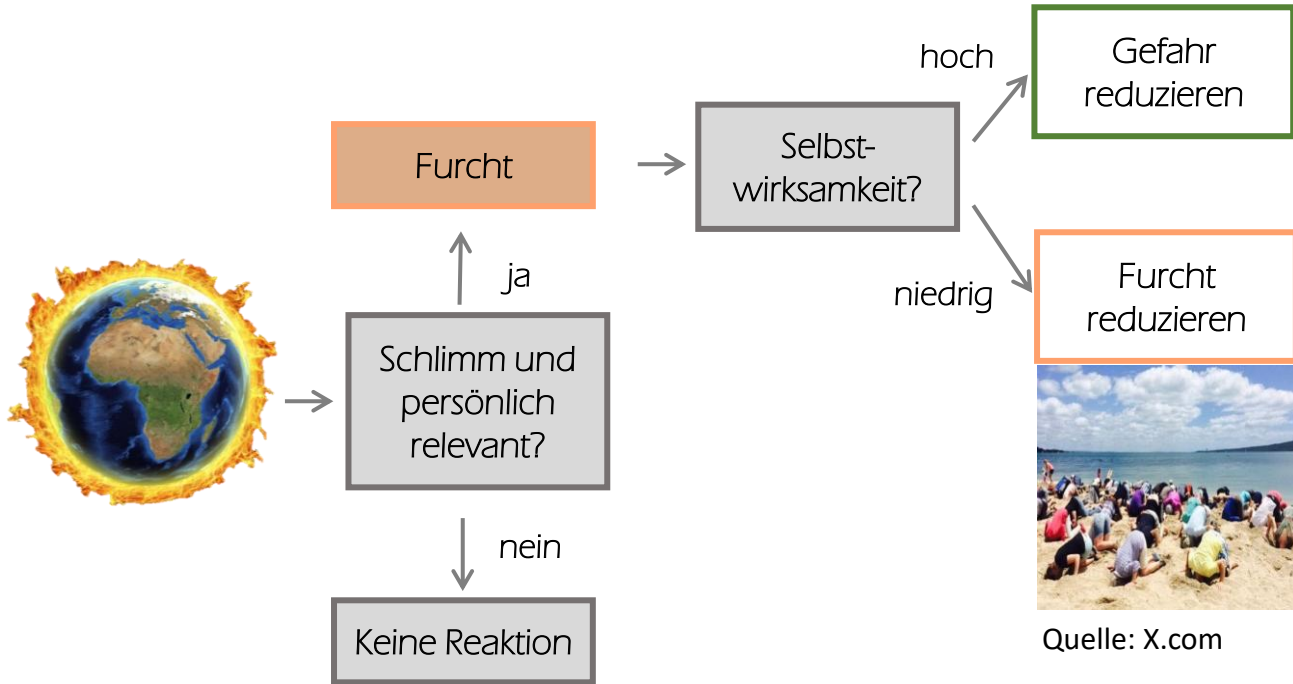 hoch
Gefahr
reduzieren
Furcht
Selbst-
wirksamkeit?
ja
niedrig
Furcht
reduzieren
Schlimm und
persönlich
relevant?
nein
Keine Reaktion
Quelle: X.com